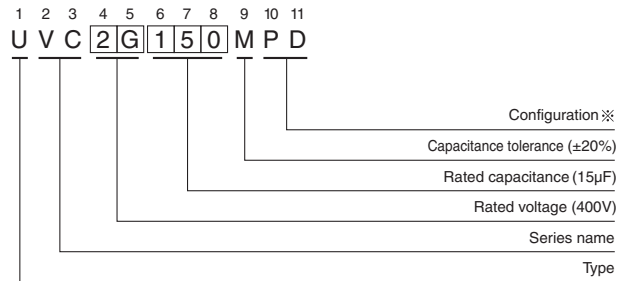 1 2 3 4 5 6 7 8 9 10 11
U V C 2 G 1 5 0 M P D
Configuration※
Capacitance tolerance (±20%)
Rated capacitance (15µF)
Rated voltage (400V)
Series name
Type